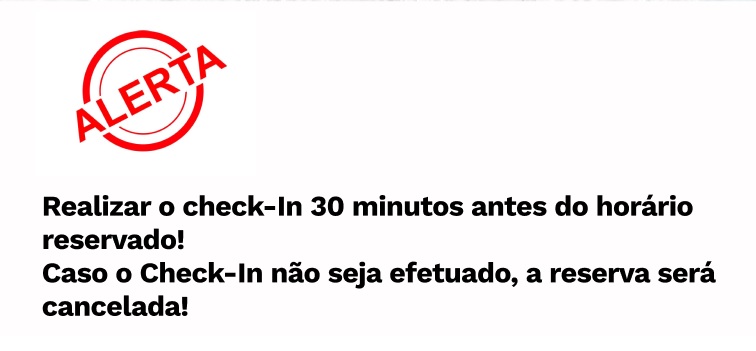 ALERTA
Realizar o check-In 30 minutos antes do horário
reservado!
Caso o Check-In não seja efetuado, a reserva será
cancelada!